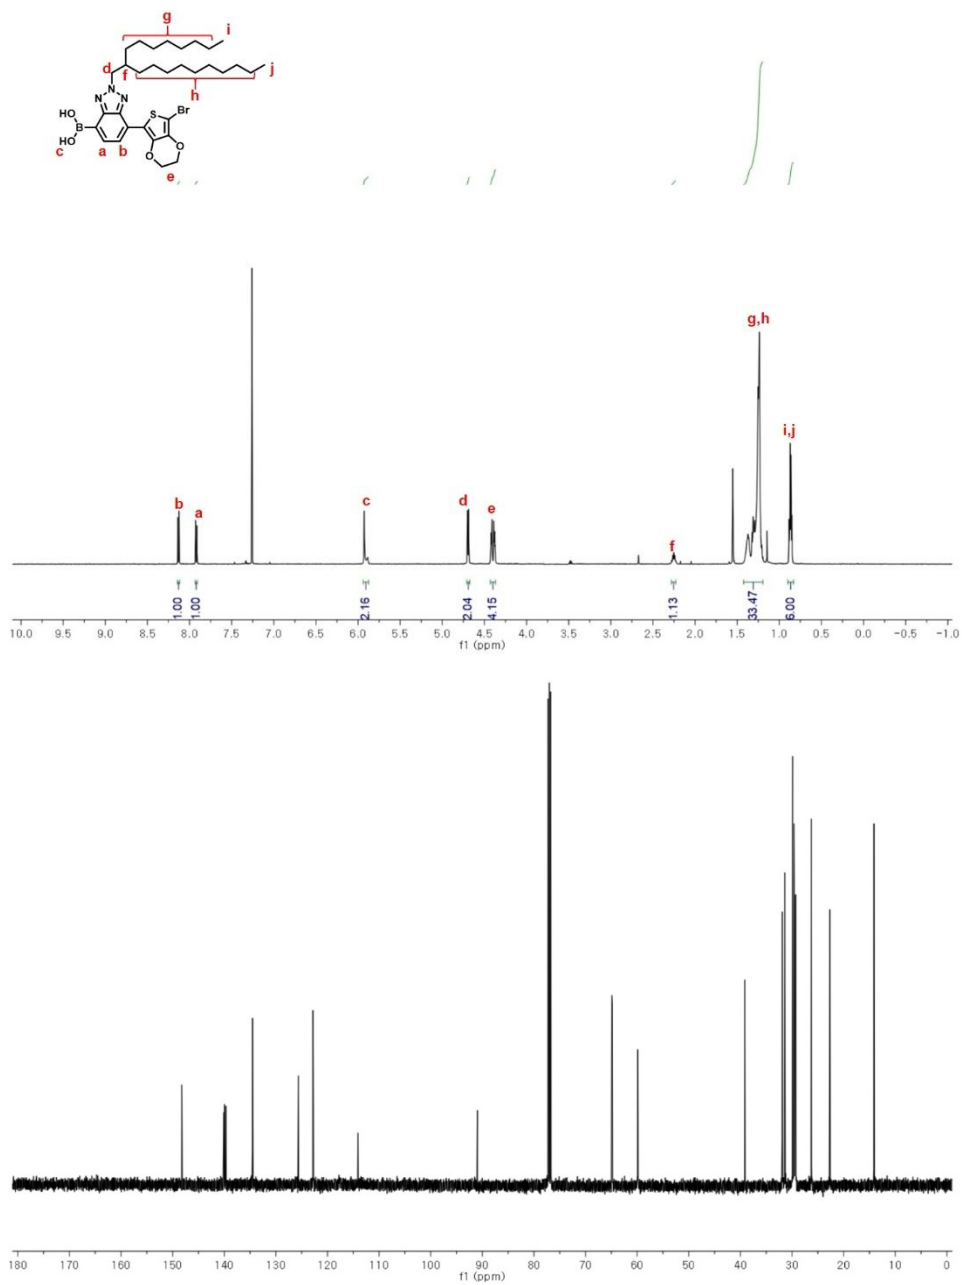 g
i
d
f
j
h
N
N
N
HO
B
HO
S
Br
O
O
c
a
b
e
g,h
i,j
b
a
c
d
e
f
1.00
1.00
2.16
2.04
4.15
1.13
33.47
6.00
10.0 9.5 9.0 8.5 8.0 7.5 7.0 6.5 6.0 5.5 5.0 4.5 4.0 3.5 3.0 2.5 2.0 1.5 1.0 0.5 0.0 -0.5 -1.0
f1 (ppm)
180 170 160 150 140 130 120 110 100 90 80 70 60 50 40 30 20 10 0
f1 (ppm)